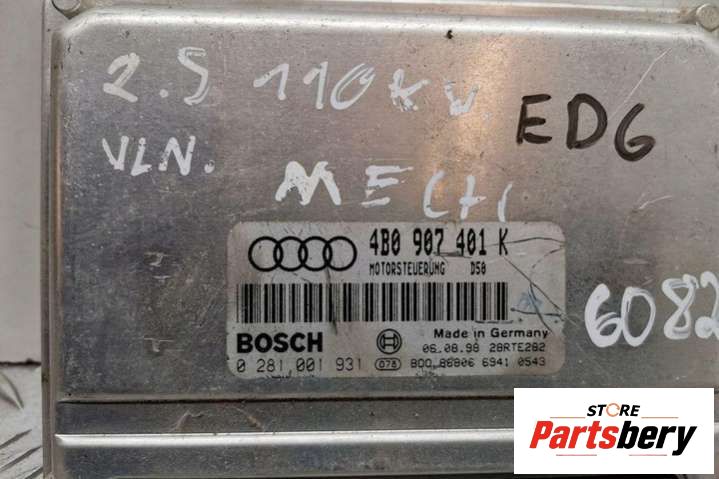 2.5 110KW. EDG
VLN. MECH
4B0 907 401 K
MOTORSTEUERUNG D50
BOSCH Made in Germany
06.08.98 28RTE282
0 281 001 931 078 800 86806 6941 0543
6082
STORE
Partsbery